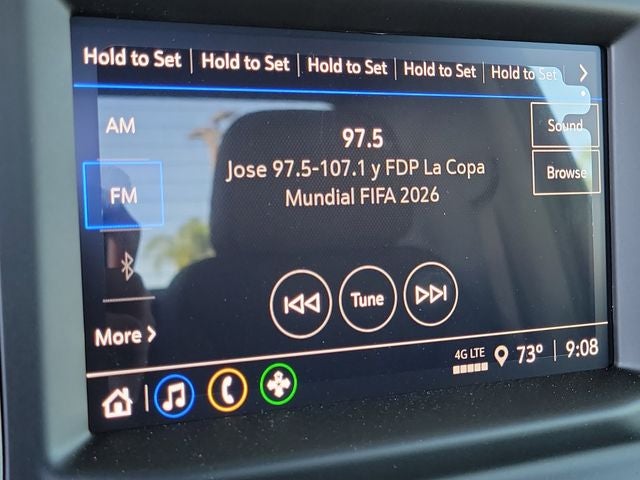 Hold to Set Hold to Set Hold to Set Hold to Set Hold to Set
AM
97.5
Sound
Jose 97.5-107.1 y FDP La Copa
Browse
FM
Mundial FIFA 2026
Tune
More
4G LTE 73° 9:08